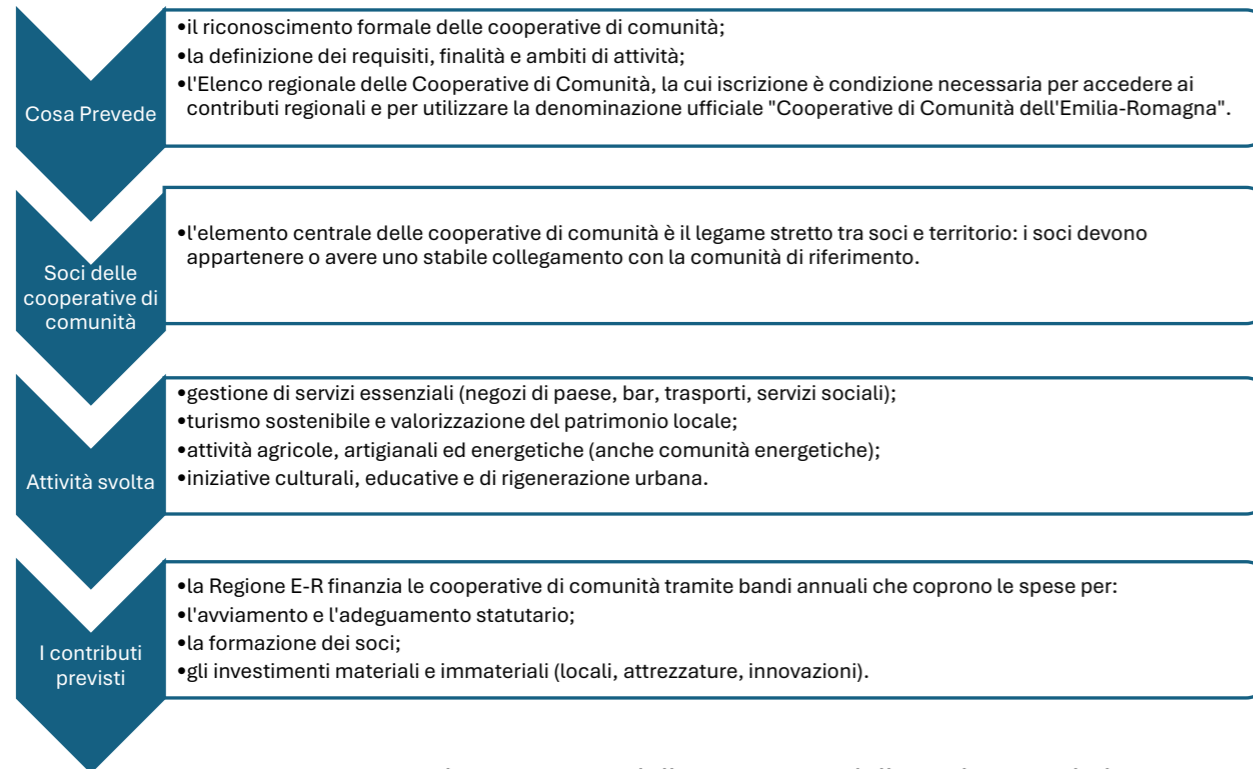 Cosa Prevede
•il riconoscimento formale delle cooperative di comunità;
•la definizione dei requisiti, finalità e ambiti di attività;
•l'Elenco regionale delle Cooperative di Comunità, la cui iscrizione è condizione necessaria per accedere ai
contributi regionali e per utilizzare la denominazione ufficiale "Cooperative di Comunità dell'Emilia-Romagna".
Soci delle
cooperative di
comunità
•l'elemento centrale delle cooperative di comunità è il legame stretto tra soci e territorio: i soci devono
appartenere o avere uno stabile collegamento con la comunità di riferimento.
Attività svolta
•gestione di servizi essenziali (negozi di paese, bar, trasporti, servizi sociali);
•turismo sostenibile e valorizzazione del patrimonio locale;
•attività agricole, artigianali ed energetiche (anche comunità energetiche);
•iniziative culturali, educative e di rigenerazione urbana.
I contributi
previsti
•la Regione E-R finanzia le cooperative di comunità tramite bandi annuali che coprono le spese per:
•l'avviamento e l'adeguamento statutario;
•la formazione dei soci;
•gli investimenti materiali e immateriali (locali, attrezzature, innovazioni).